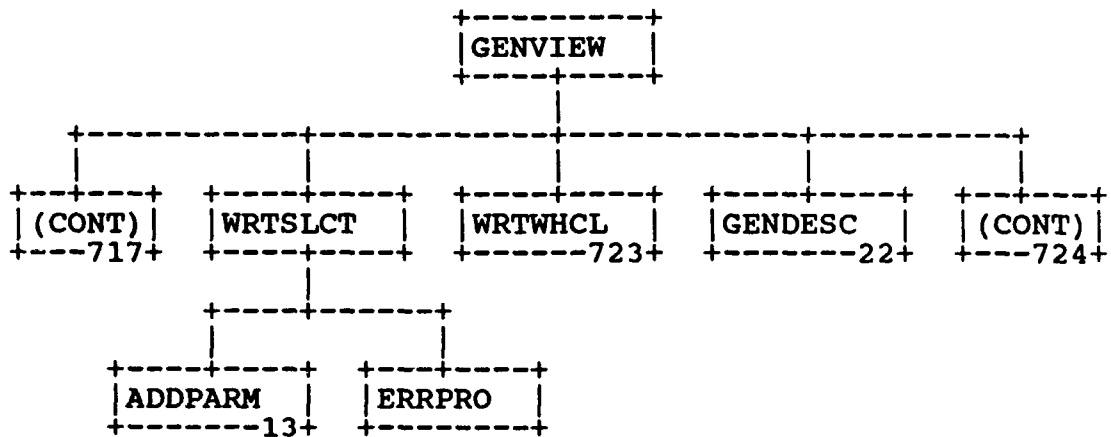 GENVIEW
(CONT) WRTSLCT WRTWHCL GENDESC (CONT)
717 723 22 724
ADDPARM ERRPRO
13